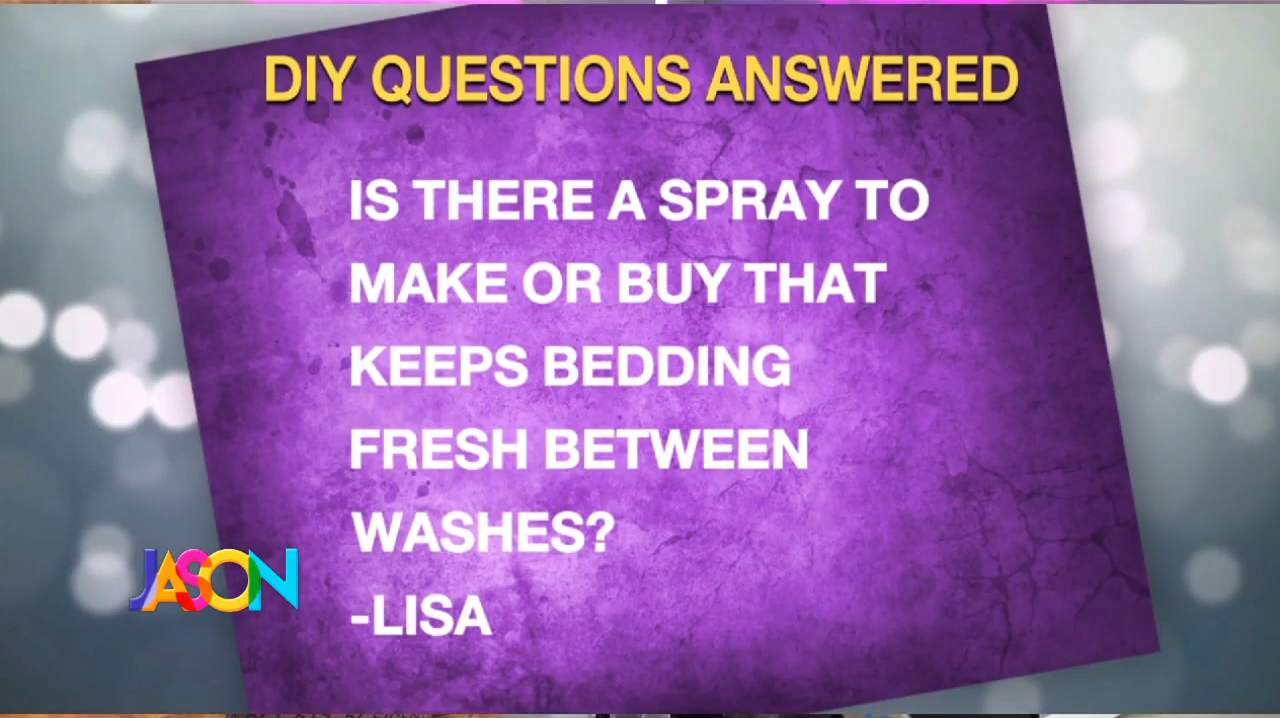 DIY QUESTIONS ANSWERED
IS THERE A SPRAY TO
MAKE OR BUY THAT
KEEPS BEDDING
FRESH BETWEEN
WASHES?
-LISA
JASON